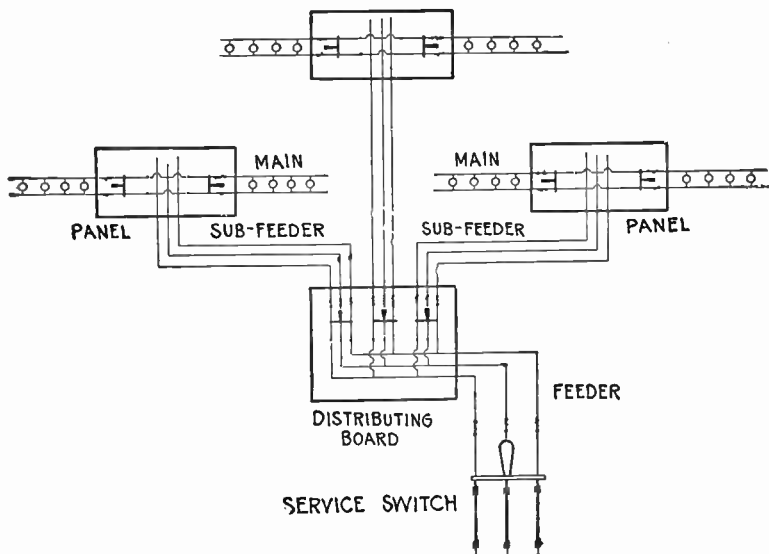 MAIN
MAIN
PANEL
SUB-FEEDER
SUB-FEEDER
PANEL
FEEDER
DISTRIBUTING
BOARD
SERVICE SWITCH